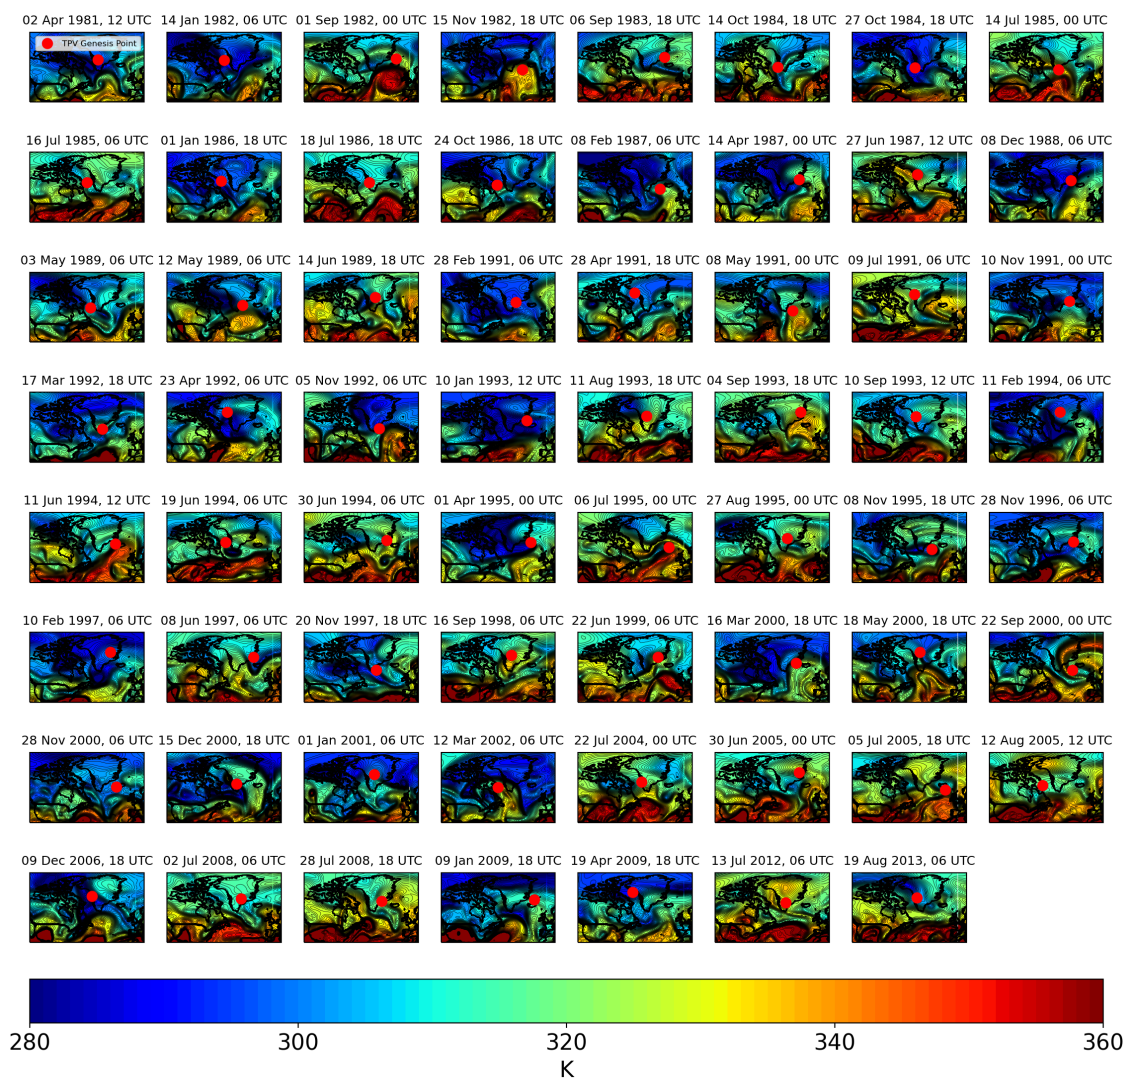 02 Apr 1981, 12 UTC 14 Jan 1982, 06 UTC 01 Sep 1982, 00 UTC 15 Nov 1982, 18 UTC 06 Sep 1983, 18 UTC 14 Oct 1984, 18 UTC 27 Oct 1984, 18 UTC 14 Jul 1985, 00 UTC
TPV Genesis Point
16 Jul 1985, 06 UTC 01 Jan 1986, 18 UTC 18 Jul 1986, 18 UTC 24 Oct 1986, 18 UTC 08 Feb 1987, 06 UTC 14 Apr 1987, 00 UTC 27 Jun 1987, 12 UTC 08 Dec 1988, 06 UTC
03 May 1989, 06 UTC 12 May 1989, 06 UTC 14 Jun 1989, 18 UTC 28 Feb 1991, 06 UTC 28 Apr 1991, 18 UTC 08 May 1991, 00 UTC 09 Jul 1991, 06 UTC 10 Nov 1991, 00 UTC
17 Mar 1992, 18 UTC 23 Apr 1992, 06 UTC 05 Nov 1992, 06 UTC 10 Jan 1993, 12 UTC 11 Aug 1993, 18 UTC 04 Sep 1993, 18 UTC 10 Sep 1993, 12 UTC 11 Feb 1994, 06 UTC
11 Jun 1994, 12 UTC 19 Jun 1994, 06 UTC 30 Jun 1994, 06 UTC 01 Apr 1995, 00 UTC 06 Jul 1995, 00 UTC 27 Aug 1995, 00 UTC 08 Nov 1995, 18 UTC 28 Nov 1996, 06 UTC
10 Feb 1997, 06 UTC 08 Jun 1997, 06 UTC 20 Nov 1997, 18 UTC 16 Sep 1998, 06 UTC 22 Jun 1999, 06 UTC 16 Mar 2000, 18 UTC 18 May 2000, 18 UTC 22 Sep 2000, 00 UTC
28 Nov 2000, 06 UTC 15 Dec 2000, 18 UTC 01 Jan 2001, 06 UTC 12 Mar 2002, 06 UTC 22 Jul 2004, 00 UTC 30 Jun 2005, 00 UTC 05 Jul 2005, 18 UTC 12 Aug 2005, 12 UTC
09 Dec 2006, 18 UTC 02 Jul 2008, 06 UTC 28 Jul 2008, 18 UTC 09 Jan 2009, 18 UTC 19 Apr 2009, 18 UTC 13 Jul 2012, 06 UTC 19 Aug 2013, 06 UTC
280 300 320 340 360
K